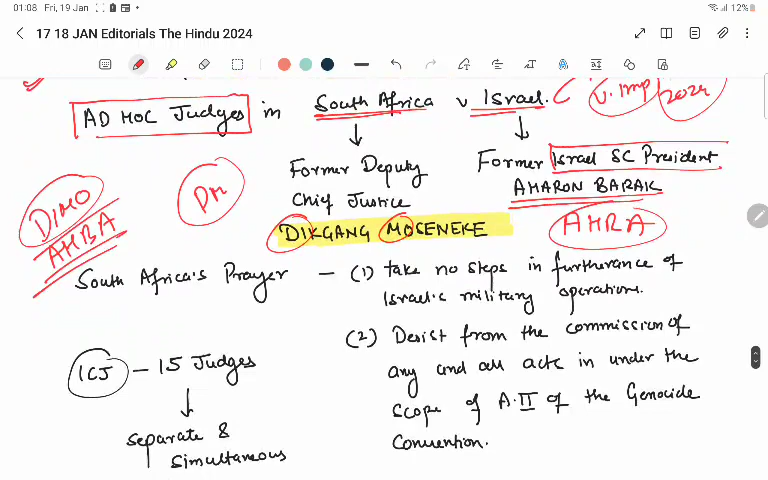 01:08 Fri, 19 Jan
12%
17 18 JAN Editorials The Hindu 2024
AD HOC Judges in South Africa v Israel. V. Imp 2024
Former Deputy Chief Justice
DIKGANG MOSENEKE
Former Israel SC President
AHARON BARAK
DIMO
AHBA
DM
AHRA
South Africa's Prayer - (1) take no steps in furtherance of
Israel's military operations.
(2) Desist from the commission of
any and all acts in under the
scope of A.II of the Genocide
Convention.
ICJ - 15 Judges
separate &
simultaneous